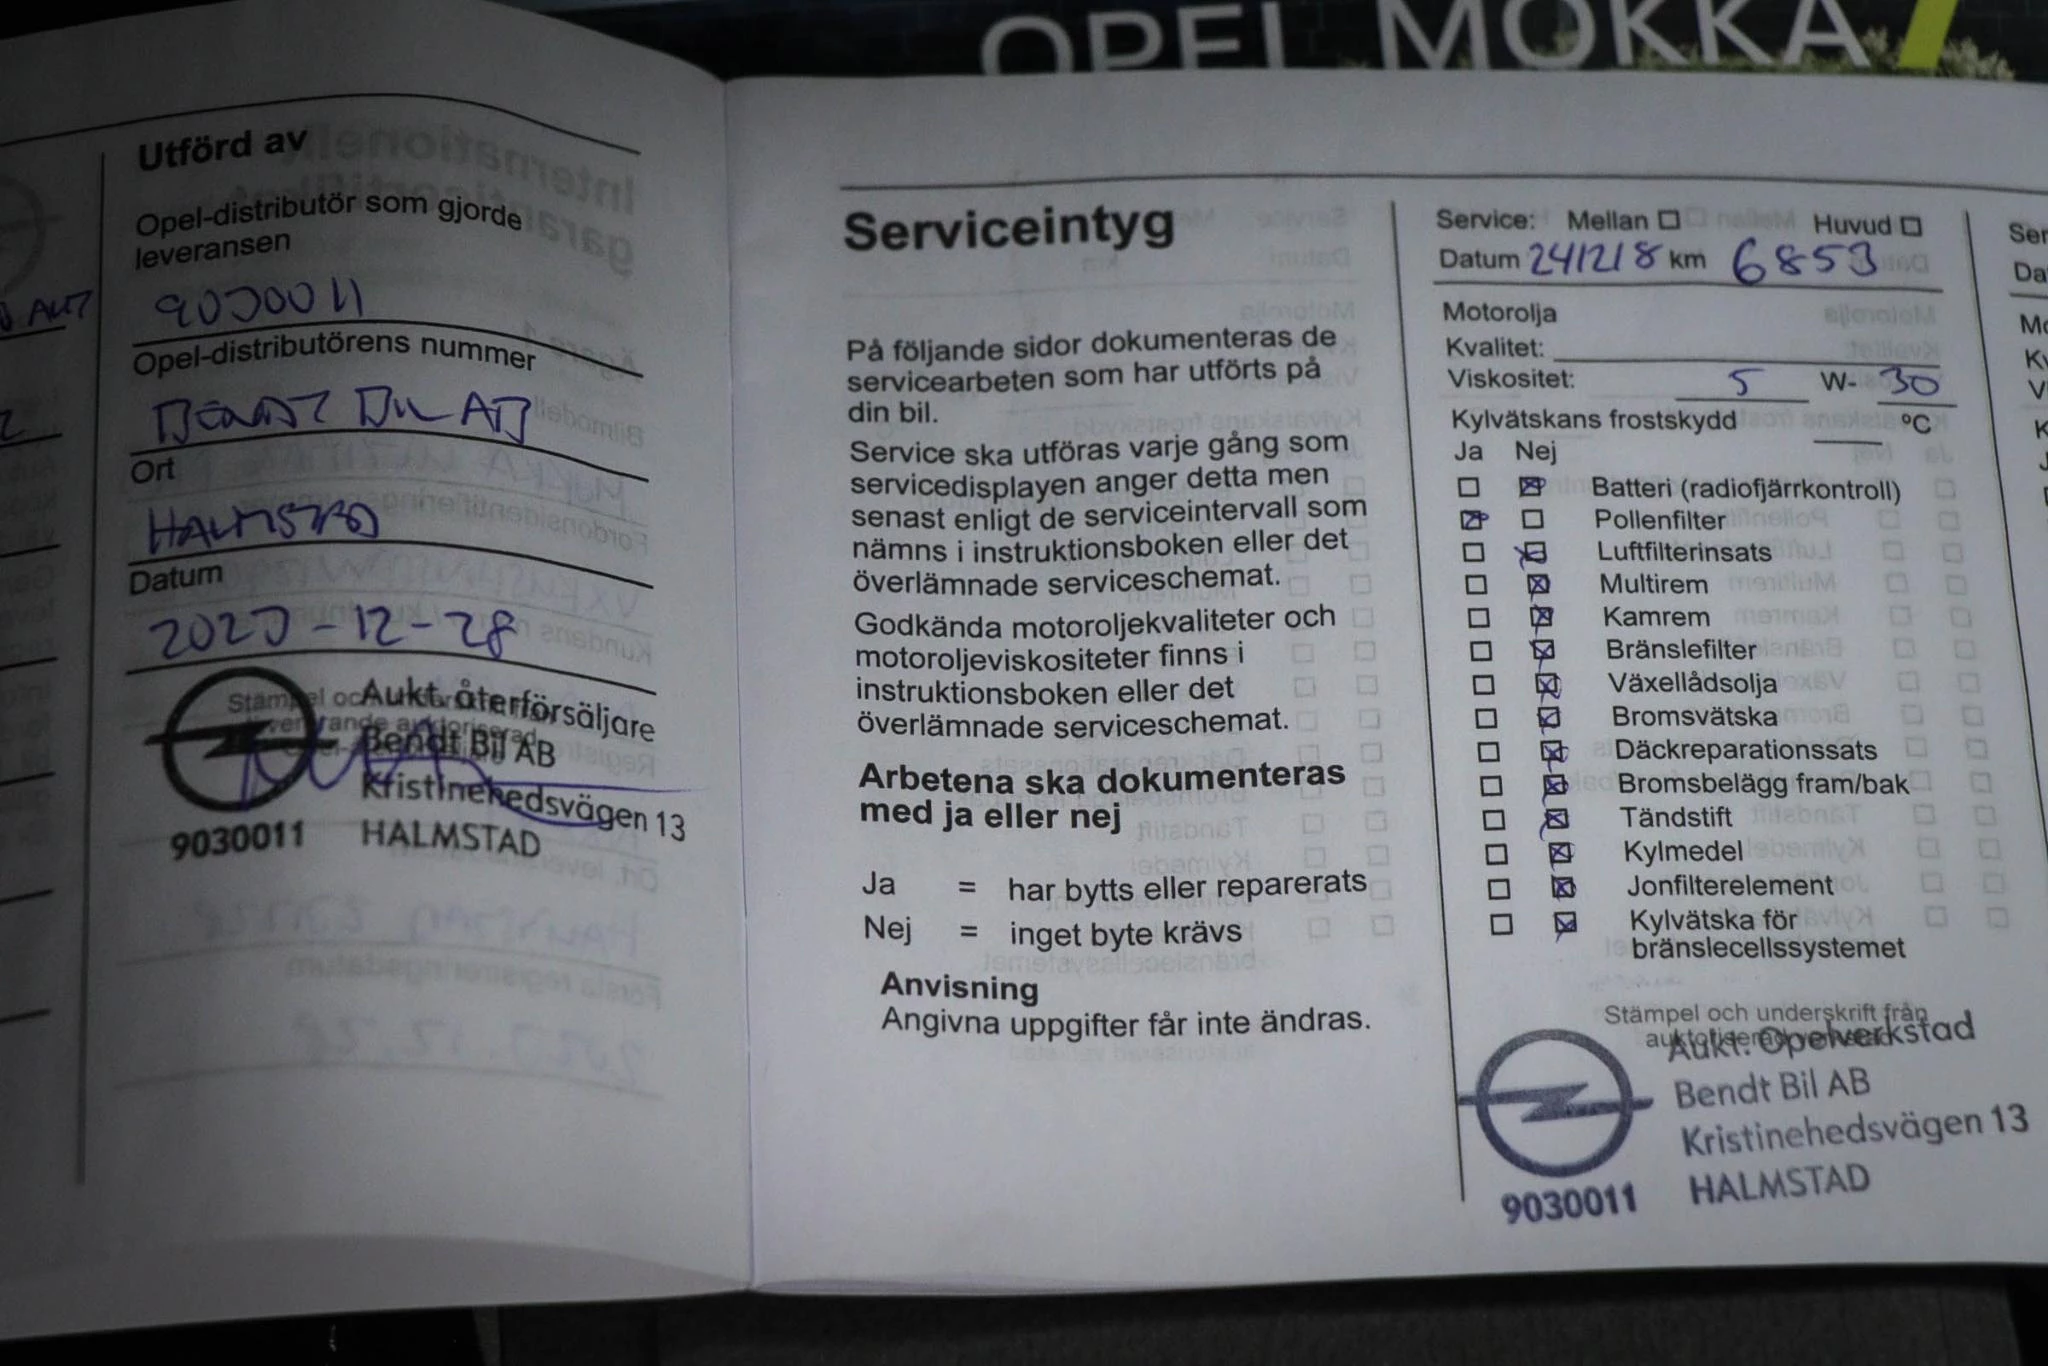 OPEL MOKKA
Utförd av
Opel-distributör som gjorde
leveransen
9030011
Opel-distributörens nummer
BENDT BIL AB
Ort
HALMSTAD
Datum
2023-12-28
Stämpel och
Aukt. återförsäljare
Bendt Bil AB
Kristinehedsvägen 13
9030011 HALMSTAD
Serviceintyg
På följande sidor dokumenteras de
servicearbeten som har utförts på
din bil.
Service ska utföras varje gång som
servicedisplayen anger detta men
senast enligt de serviceintervall som
nämns i instruktionsboken eller det
överlämnade serviceschemat.
Godkända motoroljekvaliteter och
motoroljeviskositeter finns i
instruktionsboken eller det
överlämnade serviceschemat.
Arbetena ska dokumenteras
med ja eller nej
Ja = har bytts eller reparerats
Nej = inget byte krävs
Anvisning
Angivna uppgifter får inte ändras.
Service: Mellan Huvud
Datum 241218 km 6853
Motorolja
Kvalitet:
Viskositet: 5 W- 30
Kylvätskans frostskydd °C
Ja Nej
Batteri (radiofjärrkontroll)
Pollenfilter
Luftfilterinsats
Multirem
Kamrem
Bränslefilter
Växellådsolja
Bromsvätska
Däckreparationssats
Bromsbelägg fram/bak
Tändstift
Kylmedel
Jonfilterelement
Kylvätska för
bränslecellssystemet
Stämpel och underskrift från
Aukt. Opelverkstad
Bendt Bil AB
Kristinehedsvägen 13
9030011 HALMSTAD